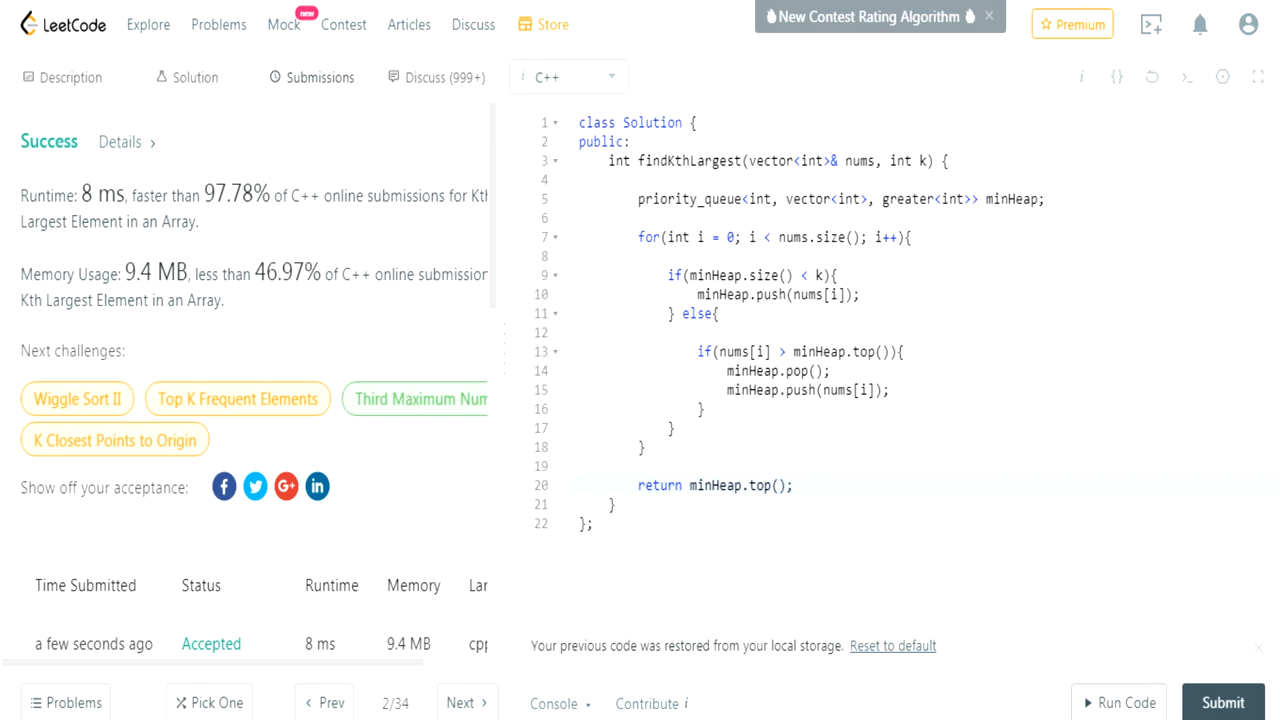 LeetCode Explore Problems Mock new Contest Articles Discuss Store New Contest Rating Algorithm × Premium
Description Solution Submissions Discuss (999+) i C++ i {}
Success Details ›
Runtime: 8 ms, faster than 97.78% of C++ online submissions for Kth
Largest Element in an Array.
Memory Usage: 9.4 MB, less than 46.97% of C++ online submission
Kth Largest Element in an Array.
Next challenges:
Wiggle Sort II Top K Frequent Elements Third Maximum Num
K Closest Points to Origin
Show off your acceptance: f G+ in
Time Submitted Status Runtime Memory Lar
a few seconds ago Accepted 8 ms 9.4 MB cpp
Problems Pick One ‹ Prev 2/34 Next ›
1 class Solution {
2 public:
3 int findKthLargest(vector<int>& nums, int k) {
4
5 priority_queue<int, vector<int>, greater<int>> minHeap;
6
7 for(int i = 0; i < nums.size(); i++){
8
9 if(minHeap.size() < k){
10 minHeap.push(nums[i]);
11 } else{
12
13 if(nums[i] > minHeap.top()){
14 minHeap.pop();
15 minHeap.push(nums[i]);
16 }
17 }
18 }
19
20 return minHeap.top();
21 }
22 };
Your previous code was restored from your local storage. Reset to default ×
Console Contribute i Run Code Submit